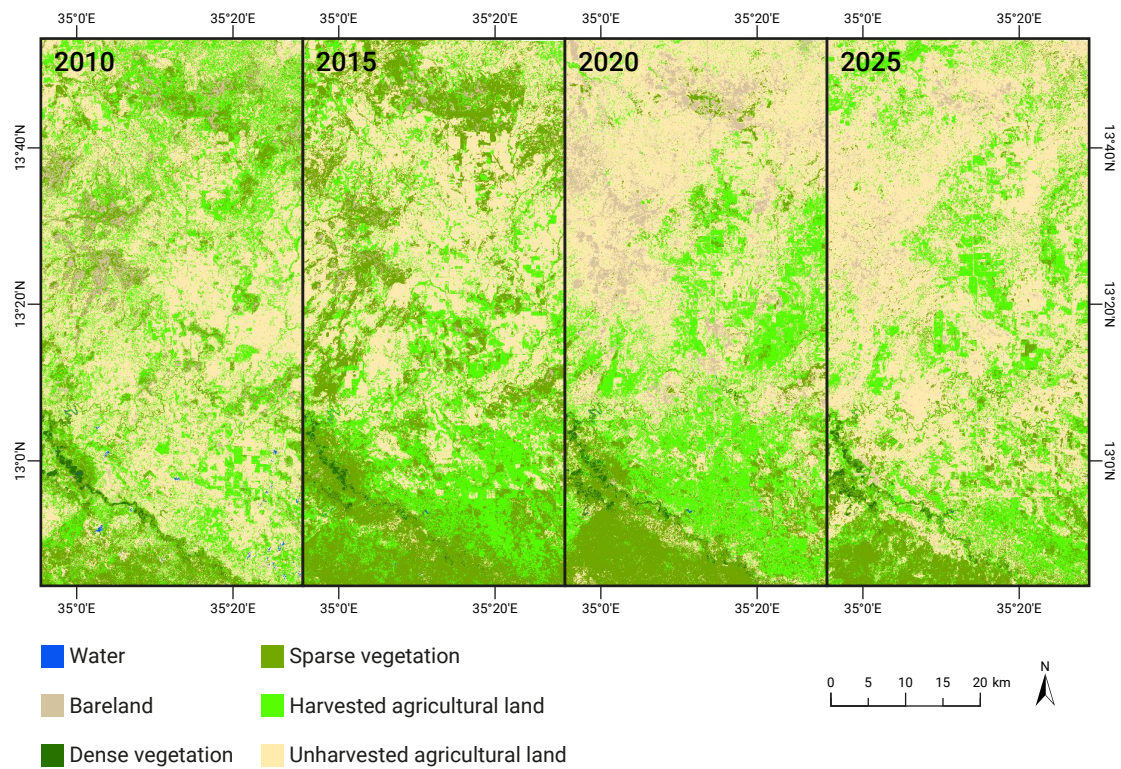 35°0'E 35°20'E 35°0'E 35°20'E 35°0'E 35°20'E 35°0'E 35°20'E
2010 2015 2020 2025
13°40'N 13°40'N
13°20'N 13°20'N
13°0'N 13°0'N
35°0'E 35°20'E 35°0'E 35°20'E 35°0'E 35°20'E 35°0'E 35°20'E
Water Sparse vegetation
Bareland Harvested agricultural land
Dense vegetation Unharvested agricultural land
0 5 10 15 20 km
N